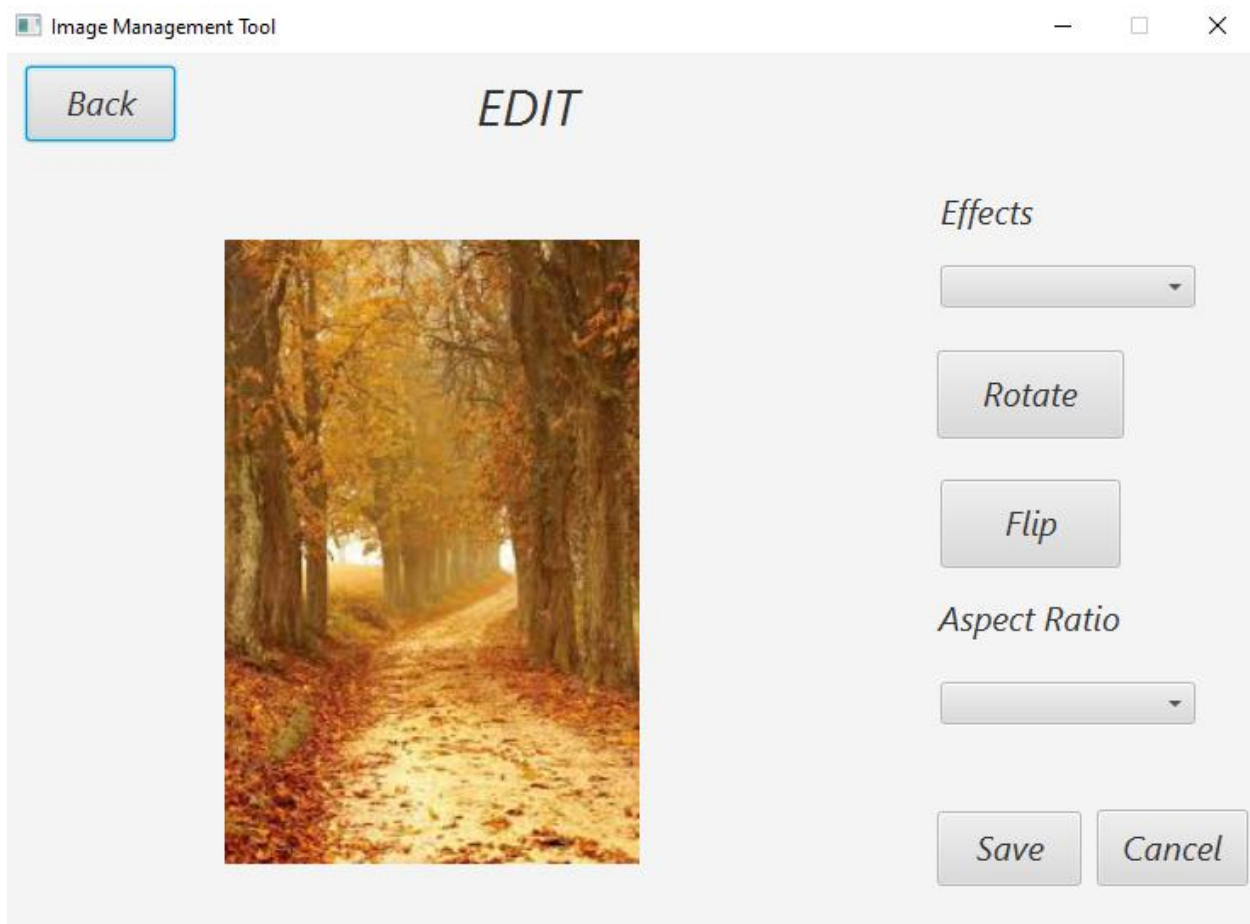 Image Management Tool
Back
EDIT
Effects
Rotate
Flip
Aspect Ratio
Save
Cancel